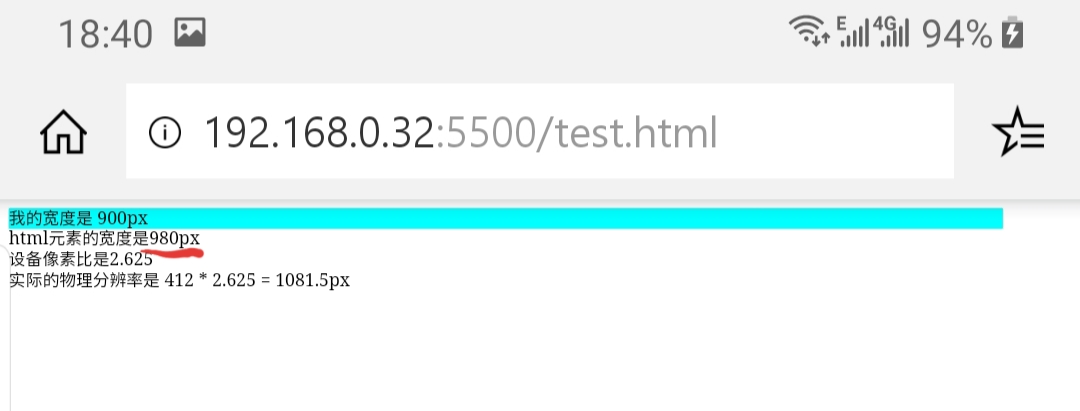 18:40 E 4G 94%
192.168.0.32:5500/test.html
我的宽度是 900px
html元素的宽度是980px
设备像素比是2.625
实际的物理分辨率是 412 * 2.625 = 1081.5px